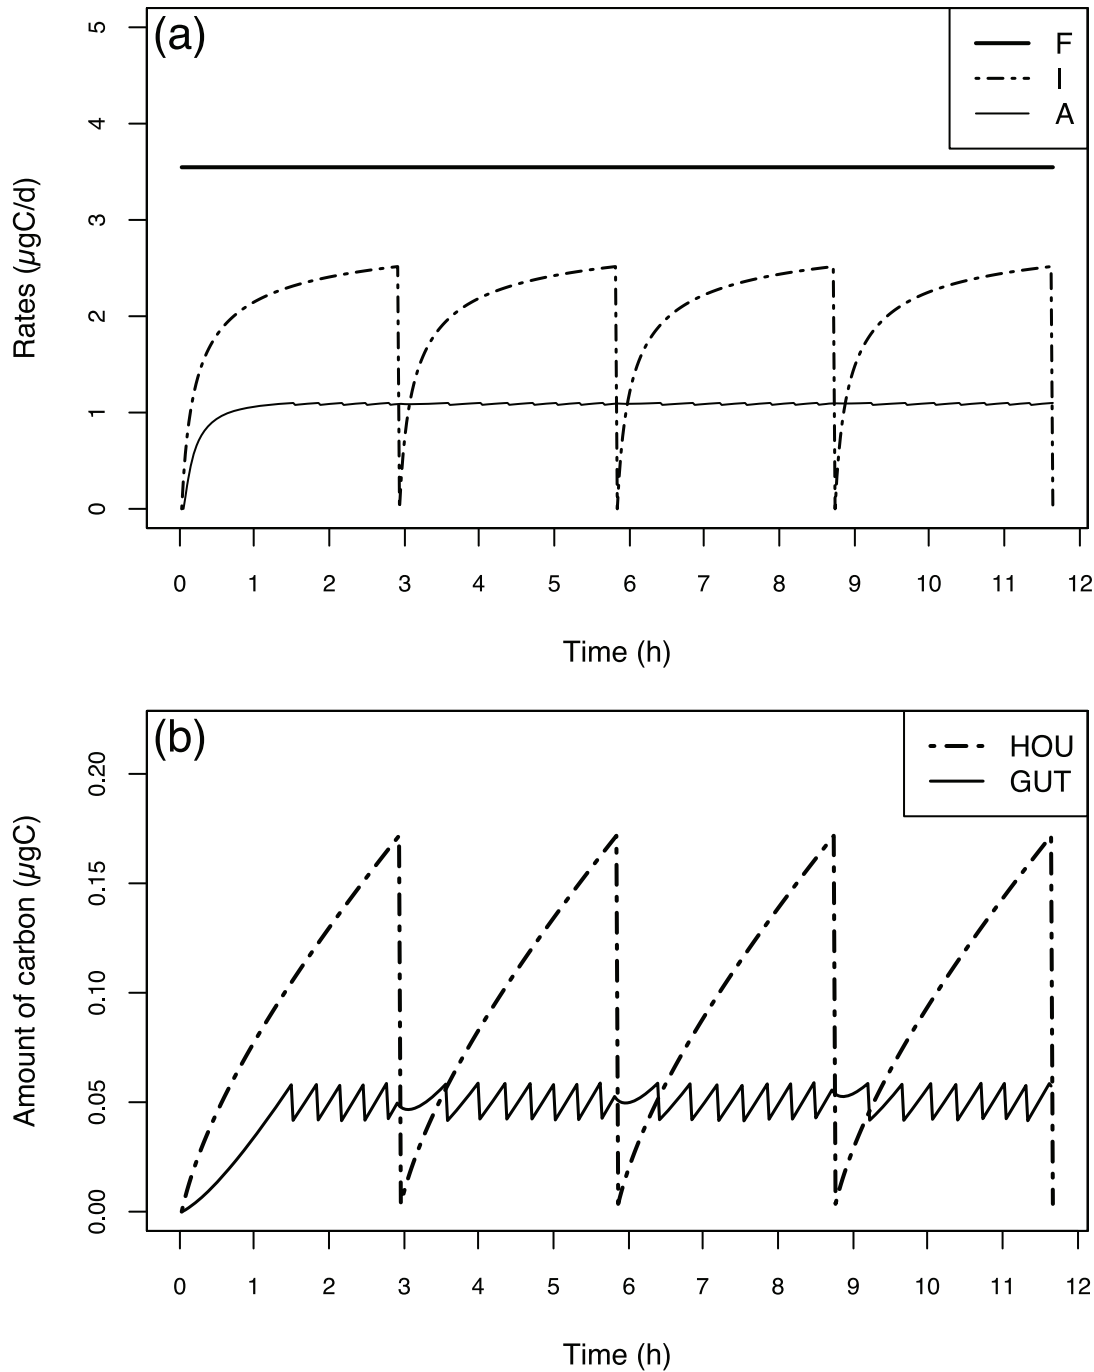 (a)
F
I
A
Rates (µgC/d)
5
4
3
2
1
0
0 1 2 3 4 5 6 7 8 9 10 11 12
Time (h)
(b)
HOU
GUT
Amount of carbon (µgC)
0.20
0.15
0.10
0.05
0.00
0 1 2 3 4 5 6 7 8 9 10 11 12
Time (h)